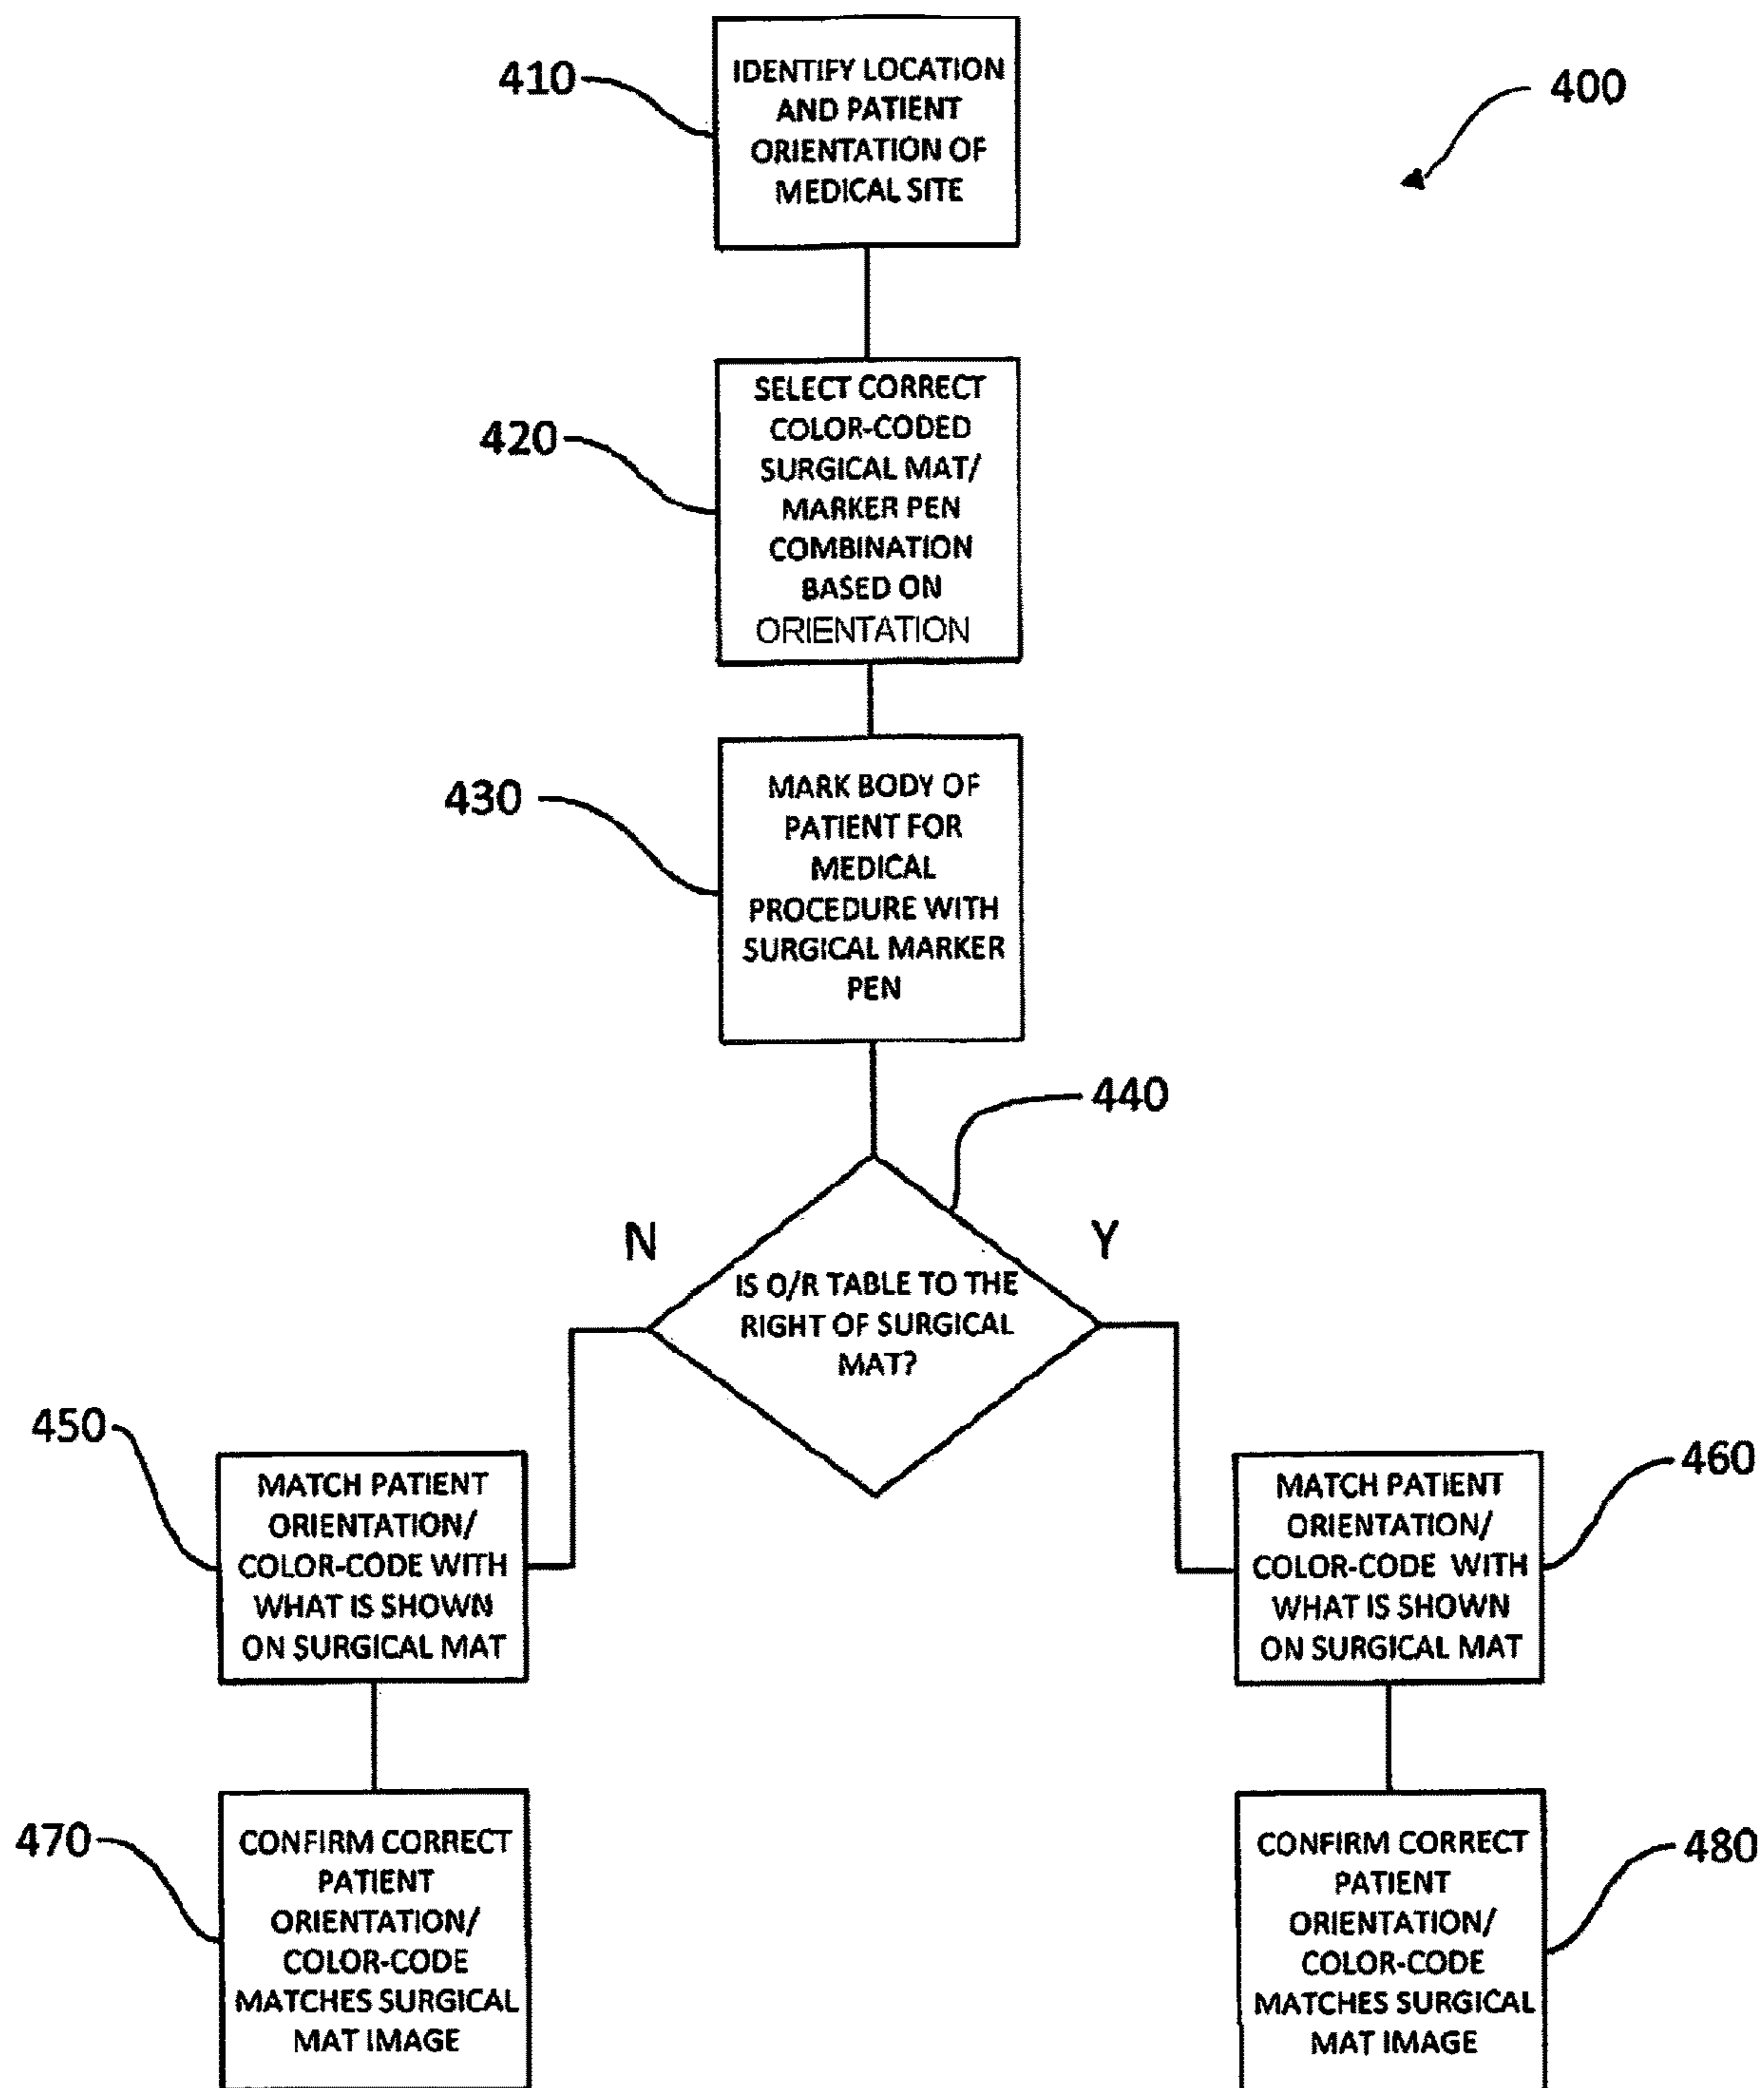 410
IDENTIFY LOCATION
AND PATIENT
ORIENTATION OF
MEDICAL SITE
400
420
SELECT CORRECT
COLOR-CODED
SURGICAL MAT/
MARKER PEN
COMBINATION
BASED ON
ORIENTATION
430
MARK BODY OF
PATIENT FOR
MEDICAL
PROCEDURE WITH
SURGICAL MARKER
PEN
440
N
Y
IS O/R TABLE TO THE
RIGHT OF SURGICAL
MAT?
450
MATCH PATIENT
ORIENTATION/
COLOR-CODE WITH
WHAT IS SHOWN
ON SURGICAL MAT
460
MATCH PATIENT
ORIENTATION/
COLOR-CODE WITH
WHAT IS SHOWN
ON SURGICAL MAT
470
CONFIRM CORRECT
PATIENT
ORIENTATION/
COLOR-CODE
MATCHES SURGICAL
MAT IMAGE
480
CONFIRM CORRECT
PATIENT
ORIENTATION/
COLOR-CODE
MATCHES SURGICAL
MAT IMAGE